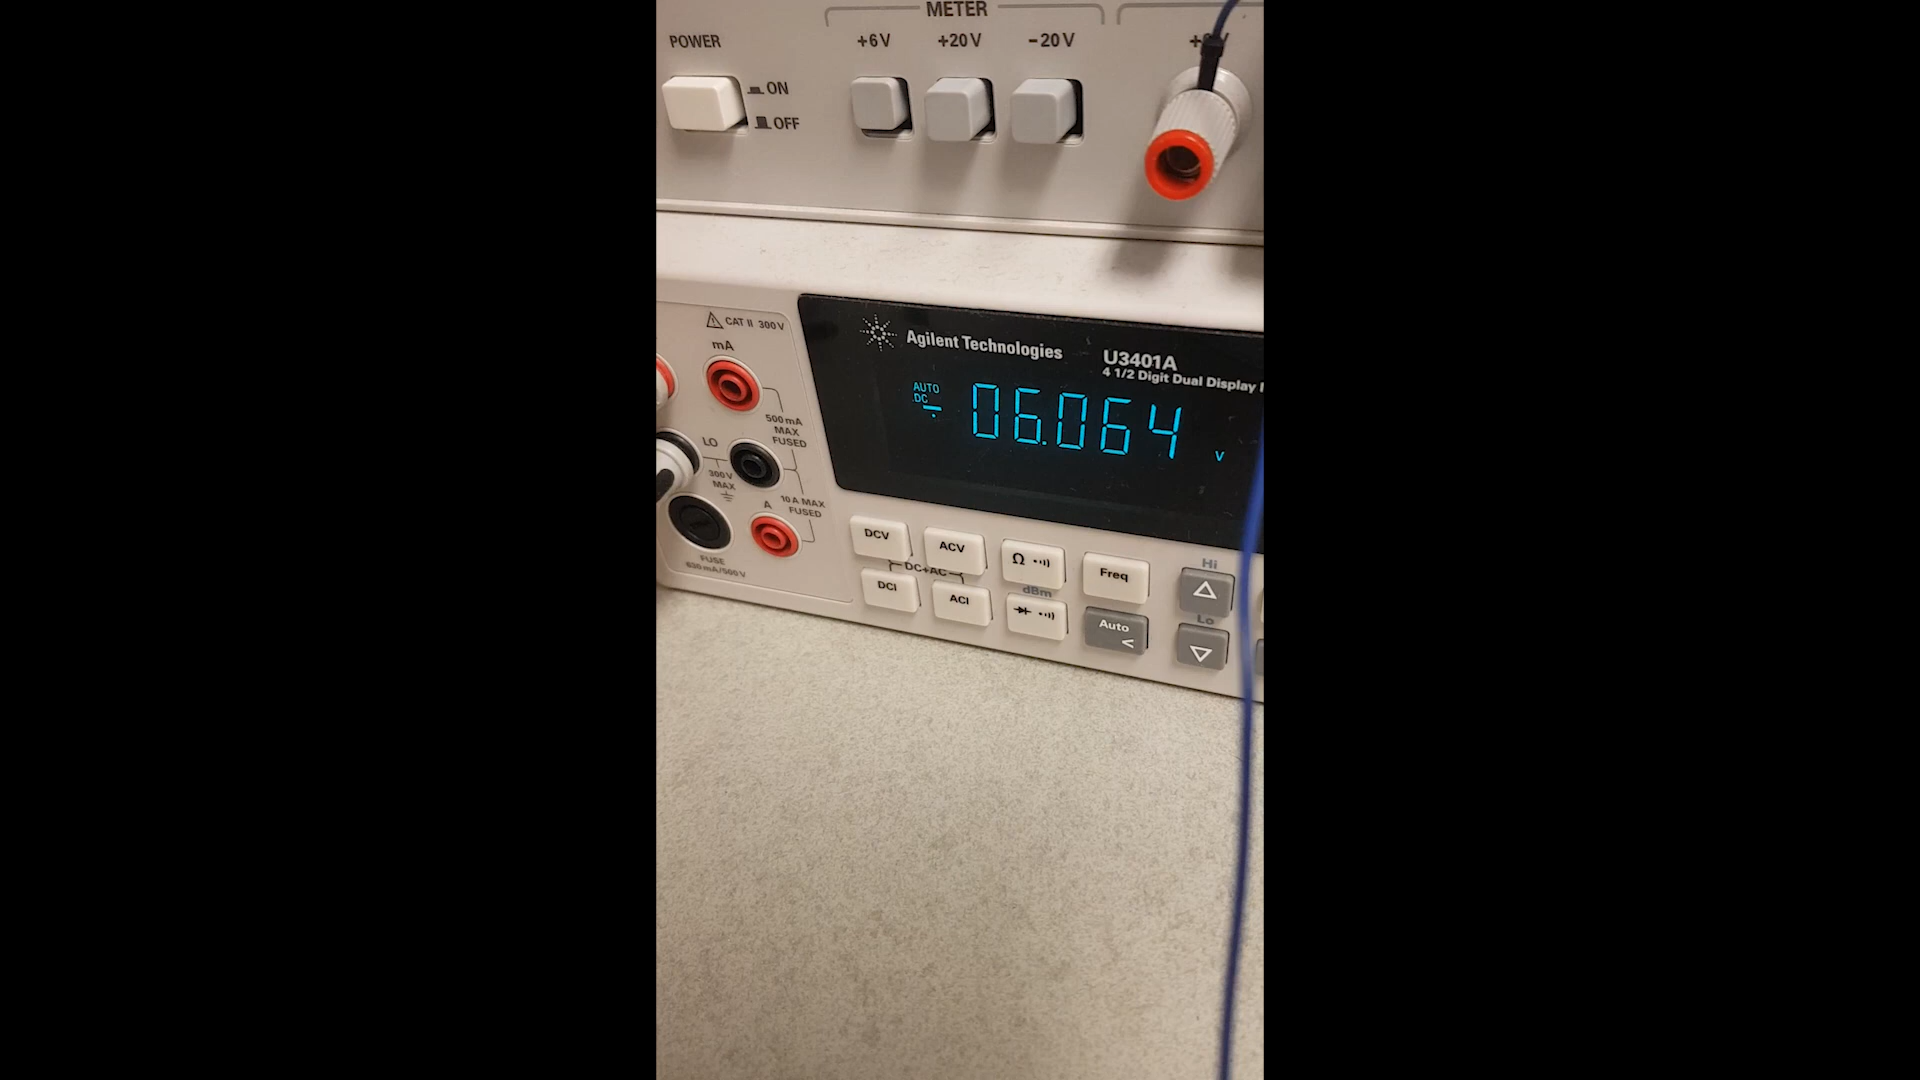 METER
POWER
+6V
+20V
-20V
ON
OFF
CAT II 300V
mA
Agilent Technologies
U3401A
4 1/2 Digit Dual Display
AUTO
DC
06.064
V
500mA
MAX
FUSED
LO
300V
MAX
10A MAX
FUSED
A
FUSE
630mA/500V
DCV
ACV
Ω
Freq
Hi
DC+AC
DCI
ACI
dBm
Auto
<
Lo